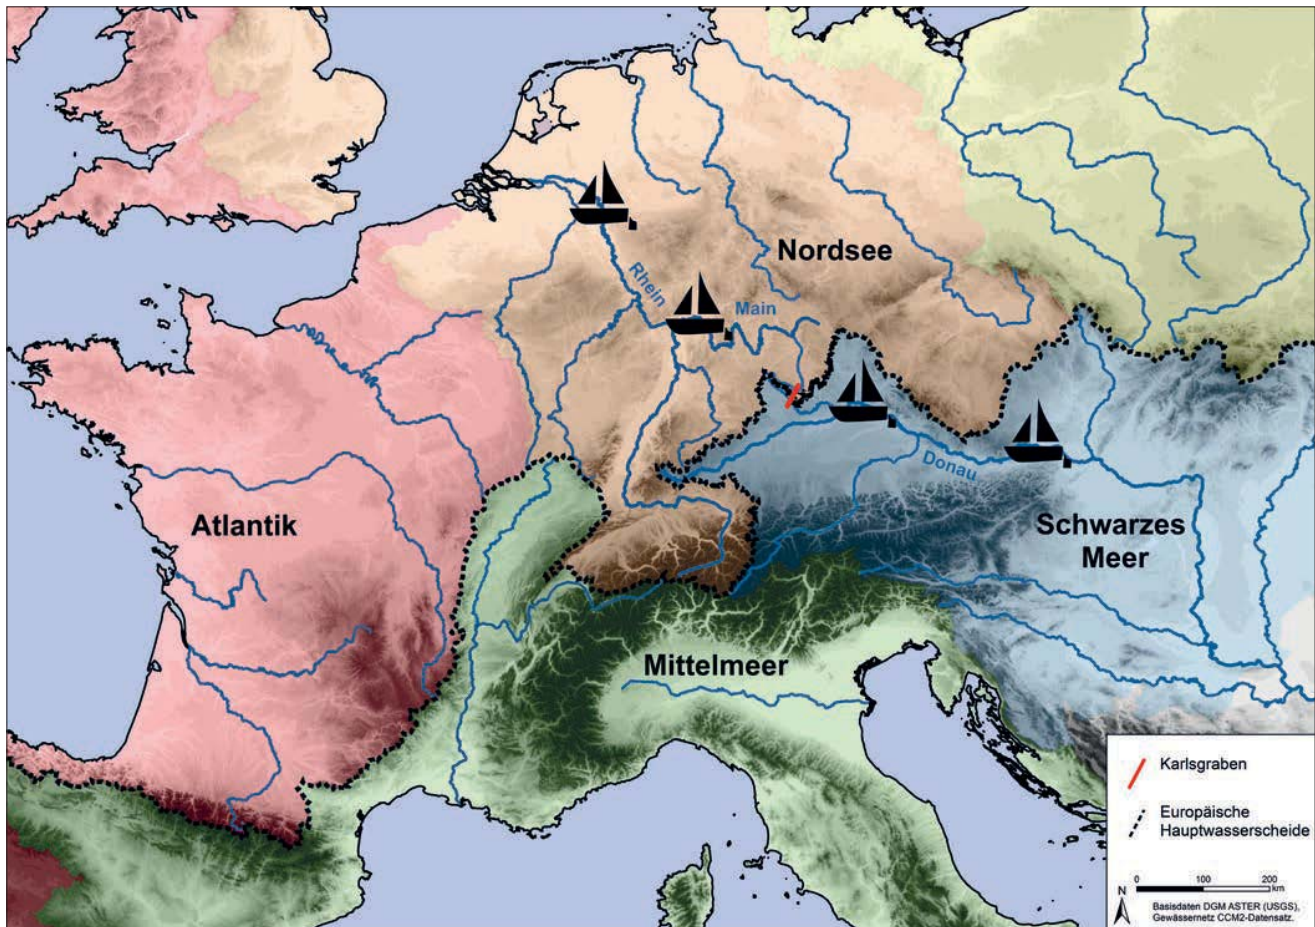 Nordsee
Rhein
Main
Donau
Atlantik
Schwarzes
Meer
Mittelmeer
Karlsgraben
Europäische
Hauptwasserscheide
N
0 100 200
km
Basisdaten DGM ASTER (USGS),
Gewässernetz CCM2-Datensatz.